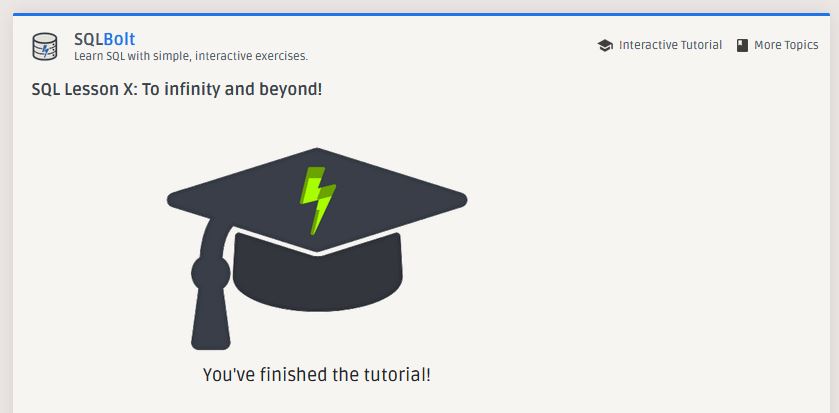 SQLBolt
Learn SQL with simple, interactive exercises.
Interactive Tutorial More Topics
SQL Lesson X: To infinity and beyond!
You've finished the tutorial!